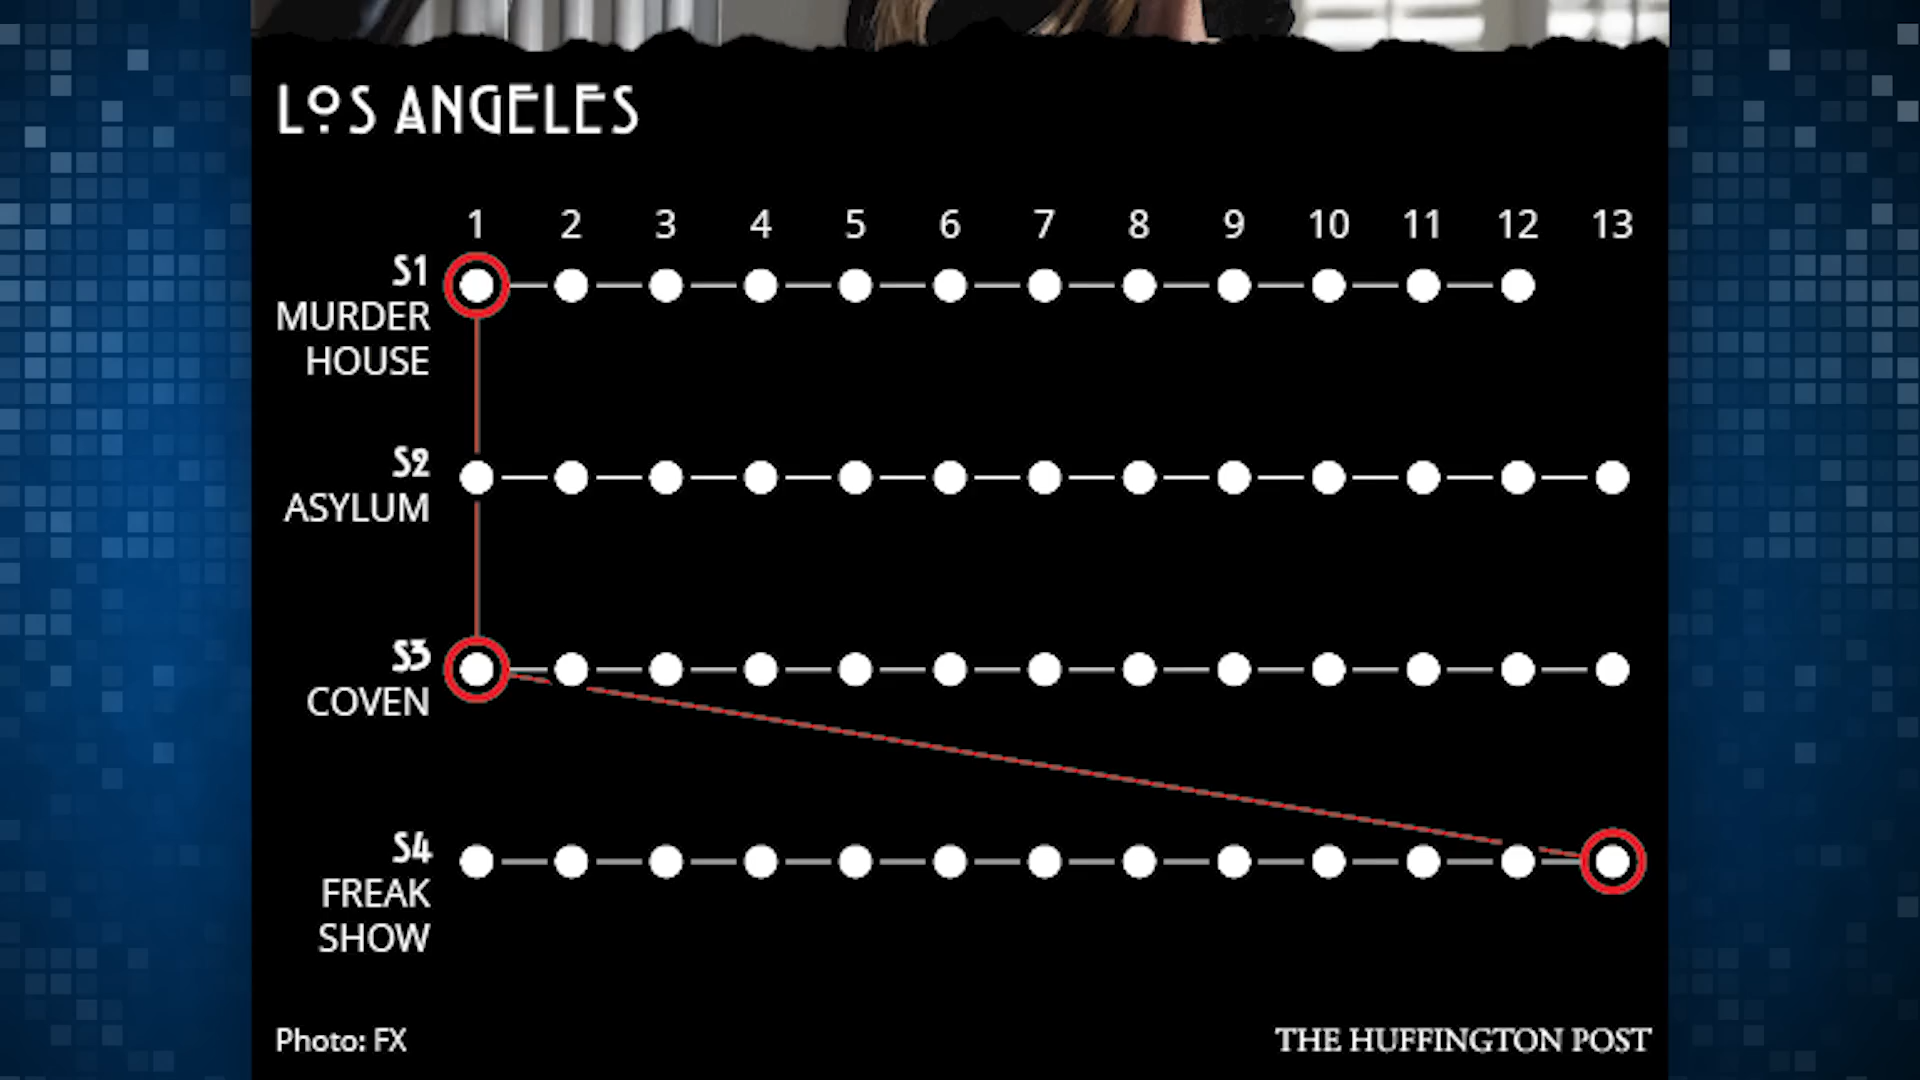 LOS ANGELES
1 2 3 4 5 6 7 8 9 10 11 12 13
S1
MURDER
HOUSE
S2
ASYLUM
S3
COVEN
S4
FREAK
SHOW
Photo: FX
THE HUFFINGTON POST